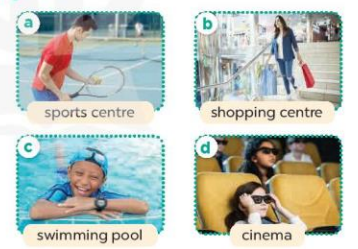 a
sports centre
b
shopping centre
c
swimming pool
d
cinema